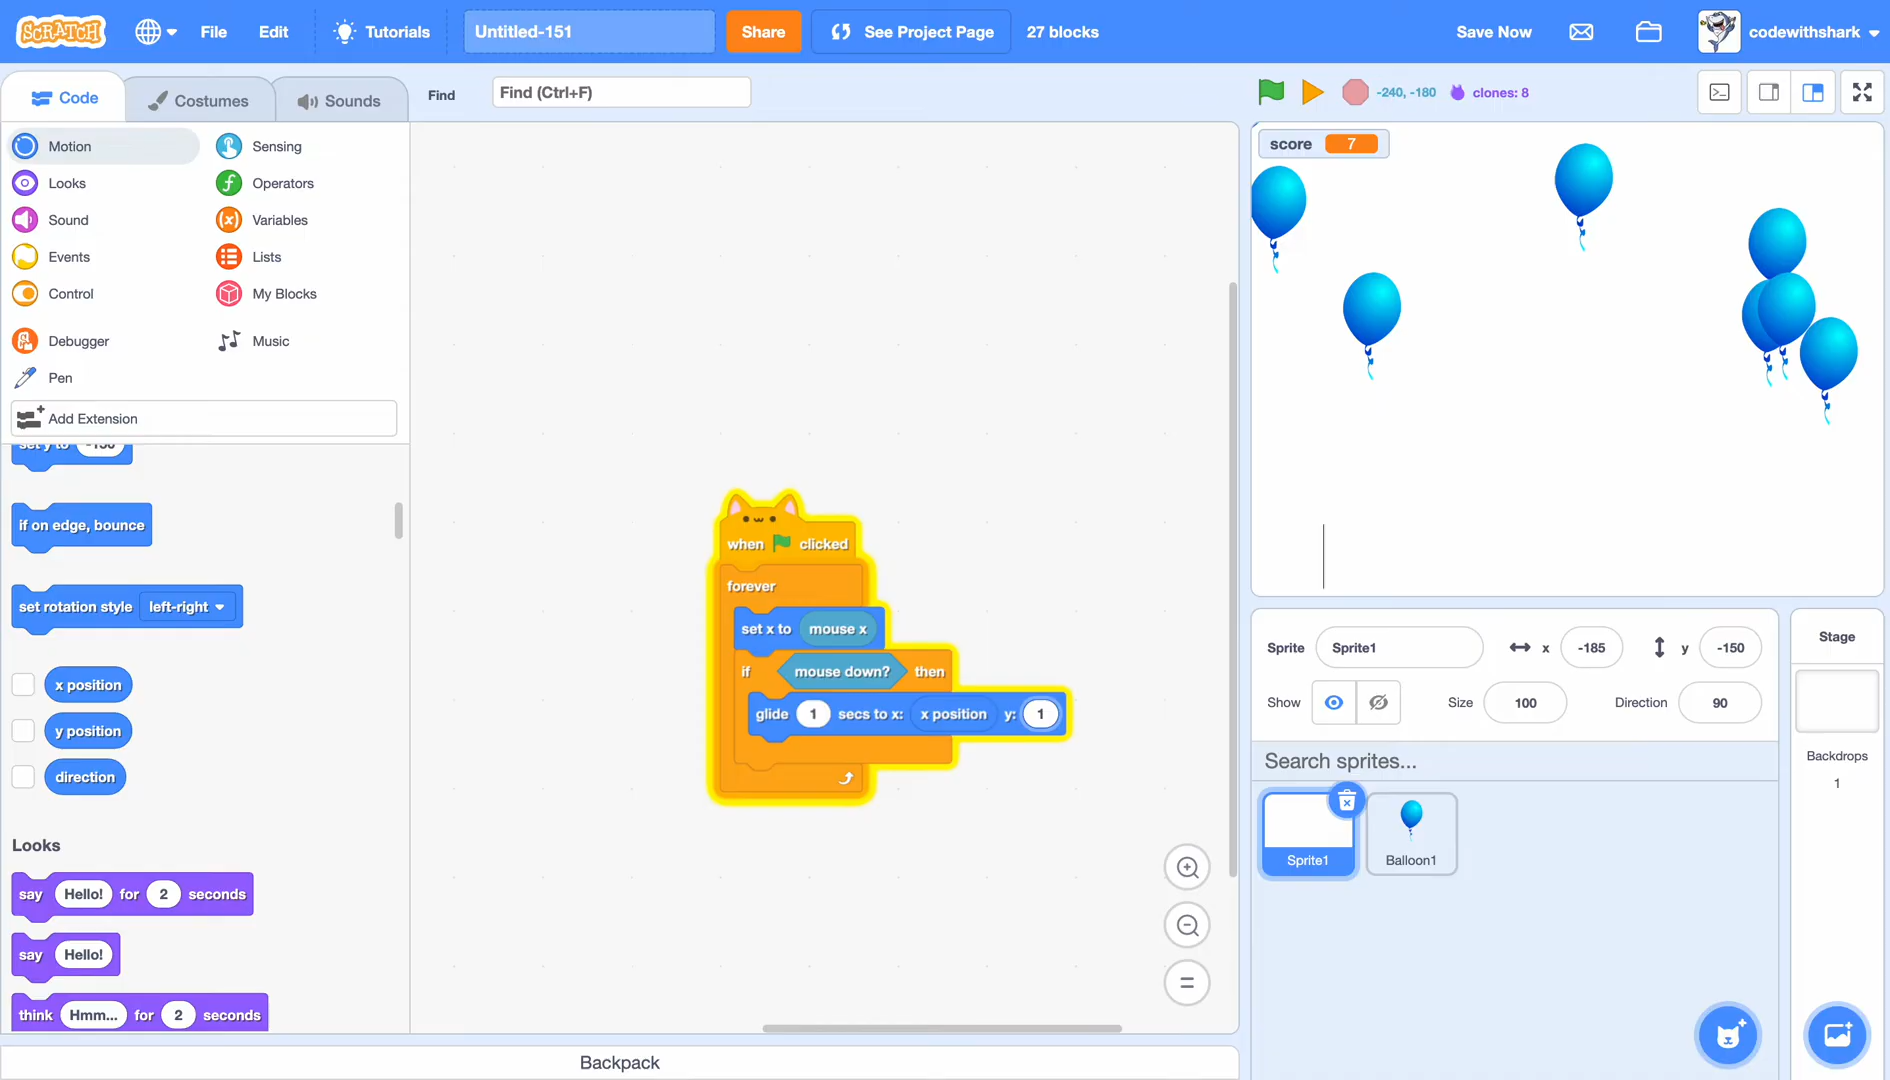 SCRATCH
File
Edit
Tutorials
Untitled-151
Share
See Project Page
27 blocks
Save Now
codewithshark
Code
Costumes
Sounds
Find
Find (Ctrl+F)
-240, -180
clones: 8
Motion
Sensing
Looks
Operators
Sound
Variables
Events
Lists
Control
My Blocks
Debugger
Music
Pen
Add Extension
set y to -150
if on edge, bounce
set rotation style left-right
x position
y position
direction
Looks
say Hello! for 2 seconds
say Hello!
think Hmm... for 2 seconds
when clicked
forever
set x to mouse x
if mouse down? then
glide 1 secs to x: x position y: 1
Backpack
score 7
Sprite Sprite1 x -185 y -150
Show Size 100 Direction 90
Search sprites...
Sprite1
Balloon1
Stage
Backdrops
1